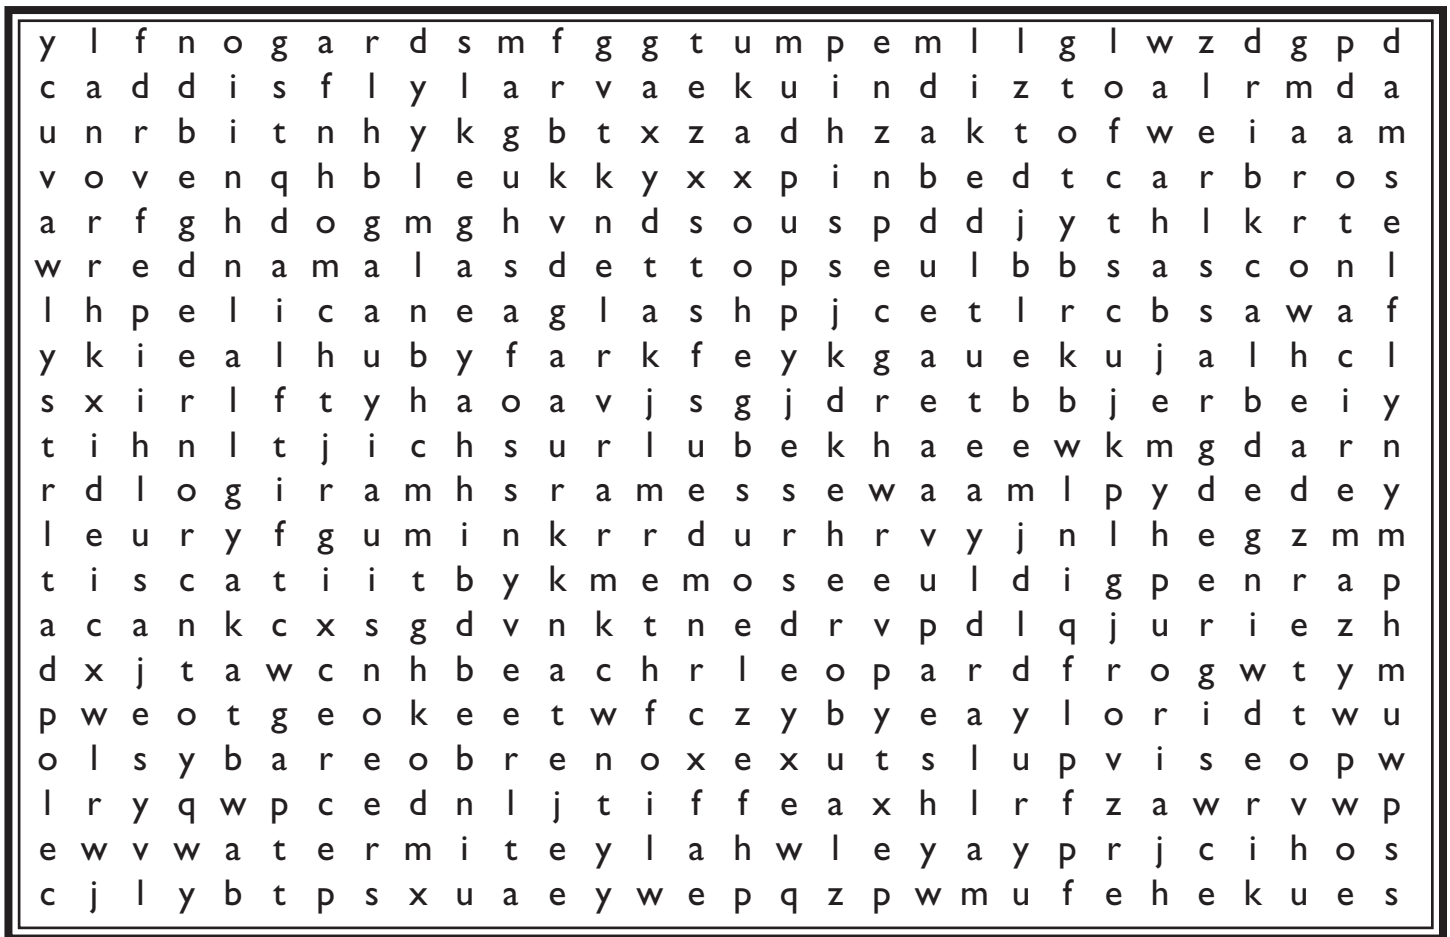 y l f n o g a r d s m f g g t u m p e m l l g l w z d g p d
c a d d i s f l y l a r v a e k u i n d i z t o a l r m d a
u n r b i t n h y k g b t x z a d h z a k t o f w e i a a m
v o v e n q h b l e u k k y x x p i n b e d t c a r b r o s
a r f g h d o g m g h v n d s o u s p d d j y t h l k r t e
w r e d n a m a l a s d e t t o p s e u l b b s a s c o n l
l h p e l i c a n e a g l a s h p j c e t l r c b s a w a f
y k i e a l h u b y f a r k f e y k g a u e k u j a l h c l
s x i r l f t y h a o a v j s g j d r e t b b j e r b e i y
t i h n l t j i c h s u r l u b e k h a e e w k m g d a r n
r d l o g i r a m h s r a m e s s e w a a m l p y d e d e y
l e u r y f g u m i n k r r d u r h r v y j n l h e g z m m
t i s c a t i i t b y k m e m o s e e u l d i g p e n r a p
a c a n k c x s g d v n k t n e d r v p d l q j u r i e z h
d x j t a w c n h b e a c h r l e o p a r d f r o g w t y m
p w e o t g e o k e e t w f c z y b y e a y l o r i d t w u
o l s y b a r e o b r e n o x e x u t s l u p v i s e o p w
l r y q w p c e d n l j t i f f e a x h l r f z a w r v w p
e w v w a t e r m i t e y l a h w l e y a y p r j c i h o s
c j l y b t p s x u a e y w e p q z p w m u f e h e k u e s